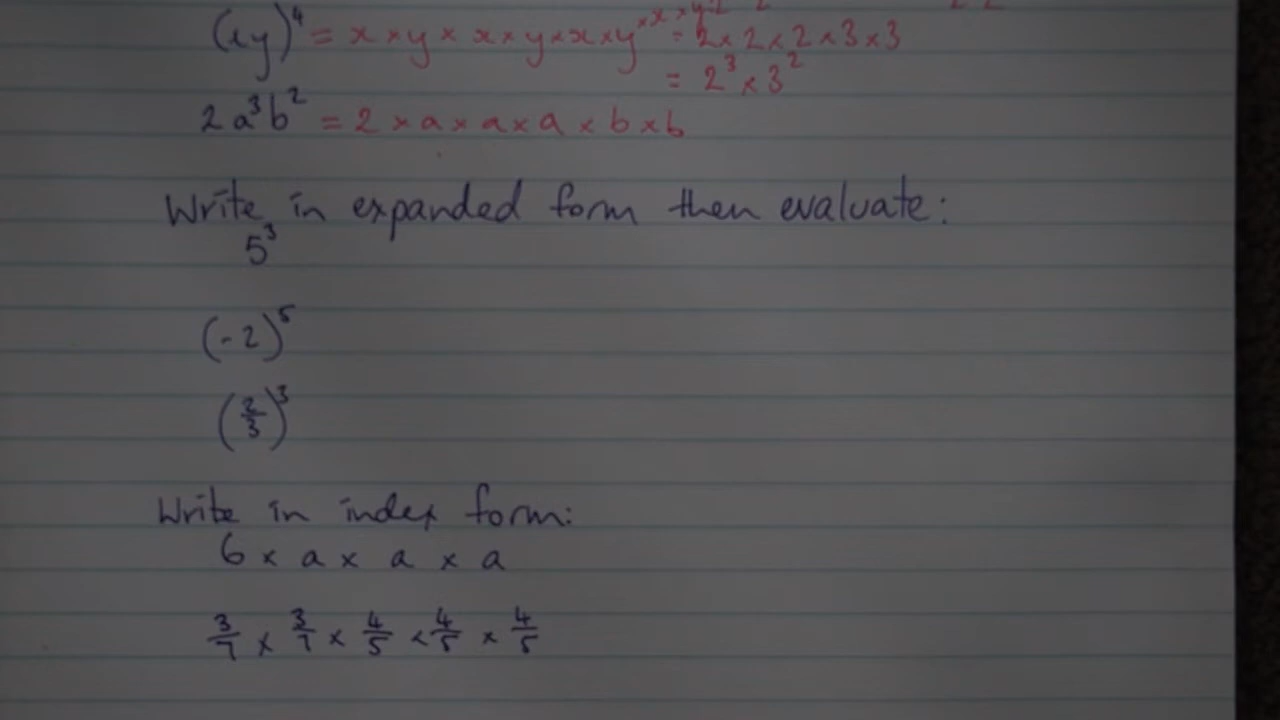 (xy)⁴ = x × y × x × y × x × y × x × y = 2 × 2 × 2 × 3 × 3
= 2³ × 3²
2a³b² = 2 × a × a × a × b × b
Write in expanded form then evaluate:
5³
(-2)⁵
(2/3)³
Write in index form:
6 × a × a × a
3/7 × 3/7 × 4/5 × 4/5 × 4/5